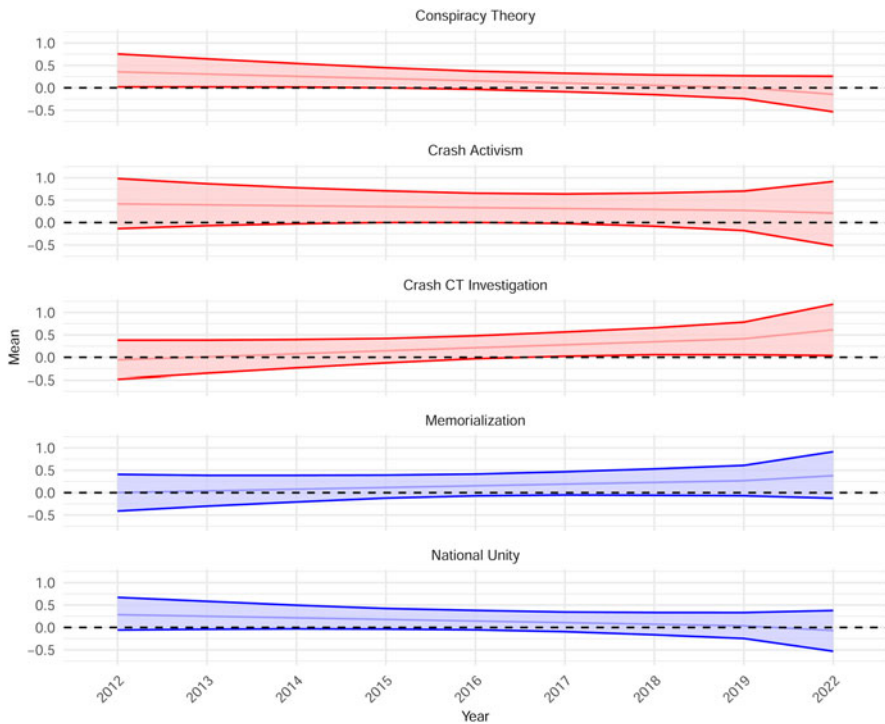 Conspiracy Theory
1.0
0.5
0.0
−0.5
Crash Activism
1.0
0.5
0.0
−0.5
Crash CT Investigation
1.0
0.5
0.0
−0.5
Mean
Memorialization
1.0
0.5
0.0
−0.5
National Unity
1.0
0.5
0.0
−0.5
2012 2013 2014 2015 2016 2017 2018 2019 2022
Year